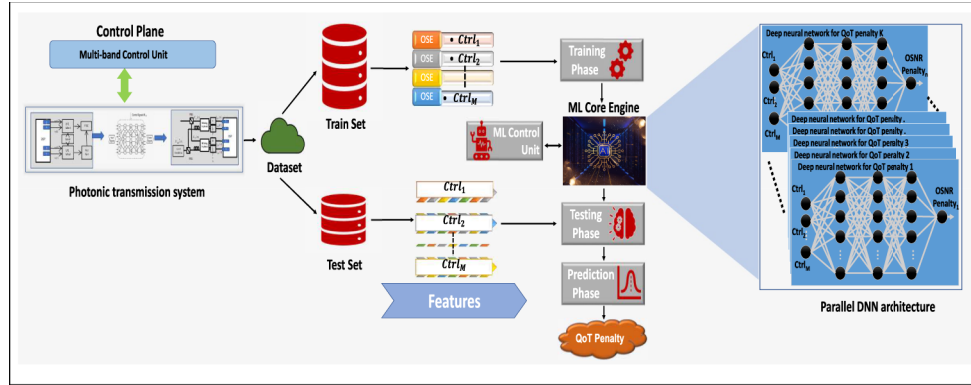 Control Plane
Multi-band Control Unit
Photonic transmission system
Dataset
Train Set
Test Set
OSE • Ctrl₁
OSE • Ctrl₂
OSE
OSE • Ctrl_M
Ctrl₁
Ctrl₂
Ctrl_M
Features
Training
Phase
ML Core Engine
ML Control
Unit
Testing
Phase
Prediction
Phase
QoT Penalty
Deep neural network for QoT penalty K
Ctrl₁
Ctrl₂
Ctrl_M
OSNR
Penaltyₙ
Deep neural network for QoT penalty .
Deep neural network for QoT penalty .
Deep neural network for QoT penalty 3
Deep neural network for QoT penalty 2
Deep neural network for QoT penalty 1
Ctrl₁
Ctrl₂
Ctrl_M
OSNR
Penalty₁
Parallel DNN architecture